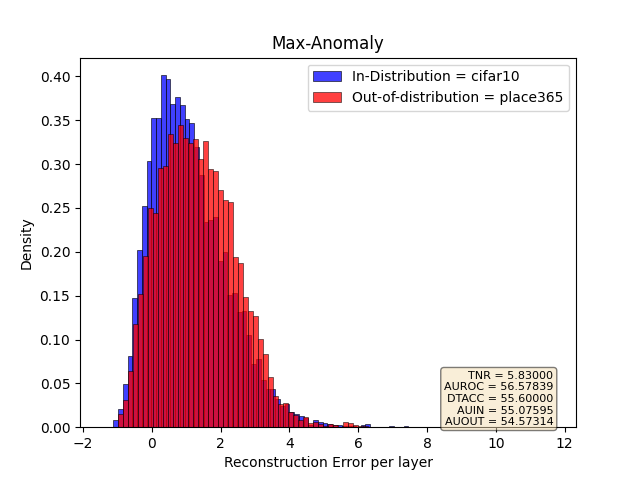 Max-Anomaly
In-Distribution = cifar10
Out-of-distribution = place365
0.40
0.35
0.30
0.25
0.20
0.15
0.10
0.05
0.00
Density
TNR = 5.83000
AUROC = 56.57839
DTACC = 55.60000
AUIN = 55.07595
AUOUT = 54.57314
−2 0 2 4 6 8 10 12
Reconstruction Error per layer